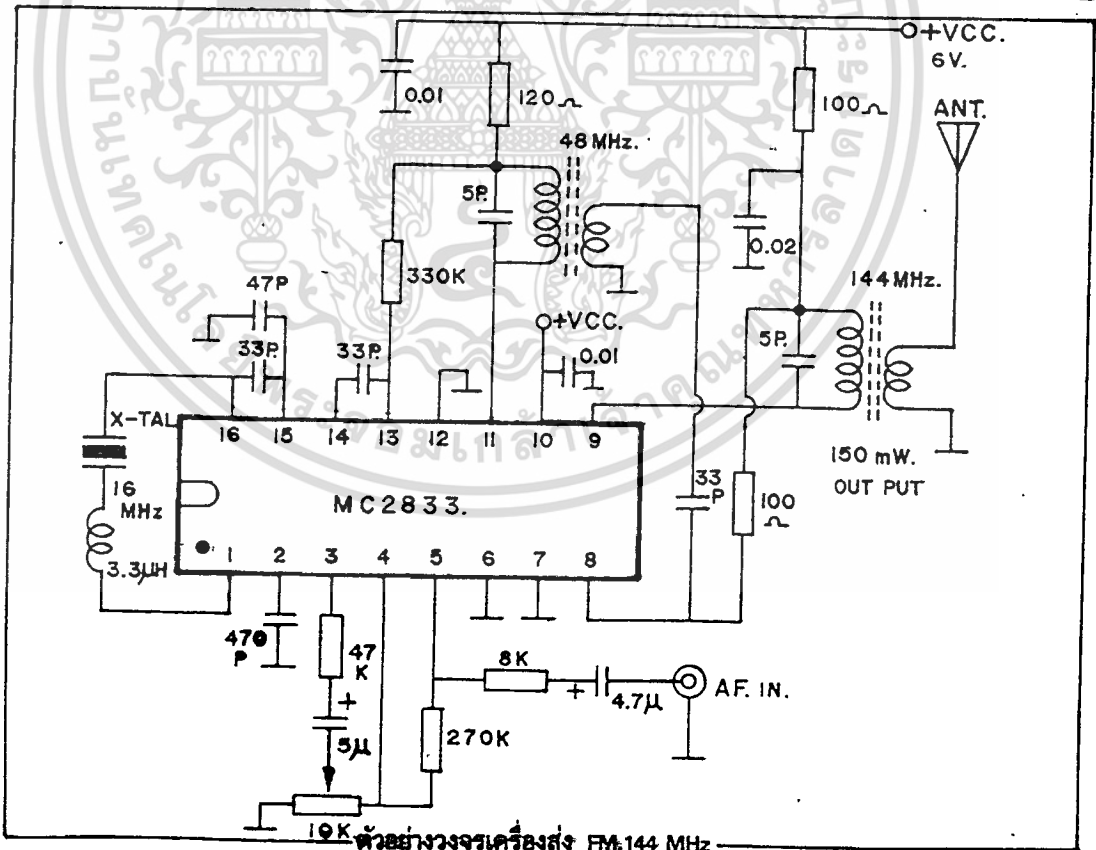 +VCC.
6V.
0.01
120Ω
100Ω
ANT.
48 MHz.
5P.
0.02
330K
144 MHz.
47P
+VCC.
33P.
33P.
0.01
5P.
X-TAL
16 15 14 13 12 11 10 9
16
MHz
MC2833.
150 mW.
OUT PUT
33
P
100
Ω
3.3μH
1 2 3 4 5 6 7 8
470
P
47
K
8K
+
4.7μ
AF. IN.
+
5μ
270K
10K
ตัวอย่างวงจรเครื่องส่ง FM.144 MHz